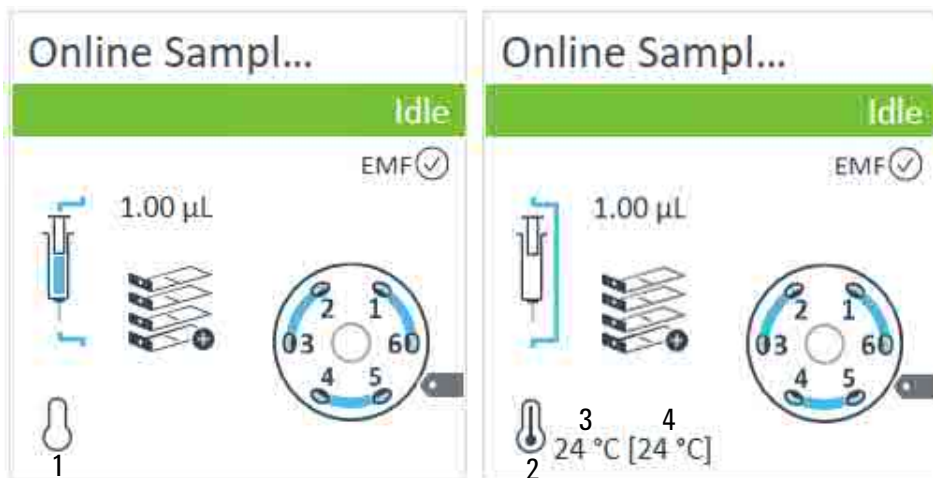 Online Sampl...
Idle
EMF
1.00 µL
2 1
03 60
4 5
1
Online Sampl...
Idle
EMF
1.00 µL
2 1
03 60
4 5
3 4
24 °C [24 °C]
2